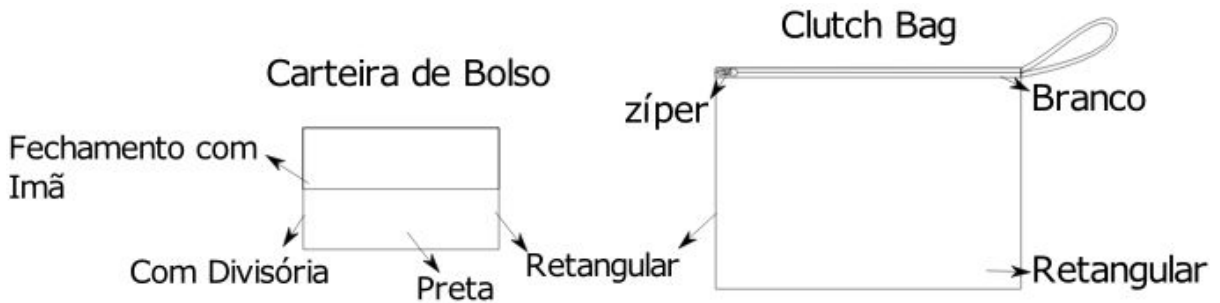 Carteira de Bolso
Fechamento com
Imã
Com Divisória
Preta
Retangular
Clutch Bag
zíper
Branco
Retangular